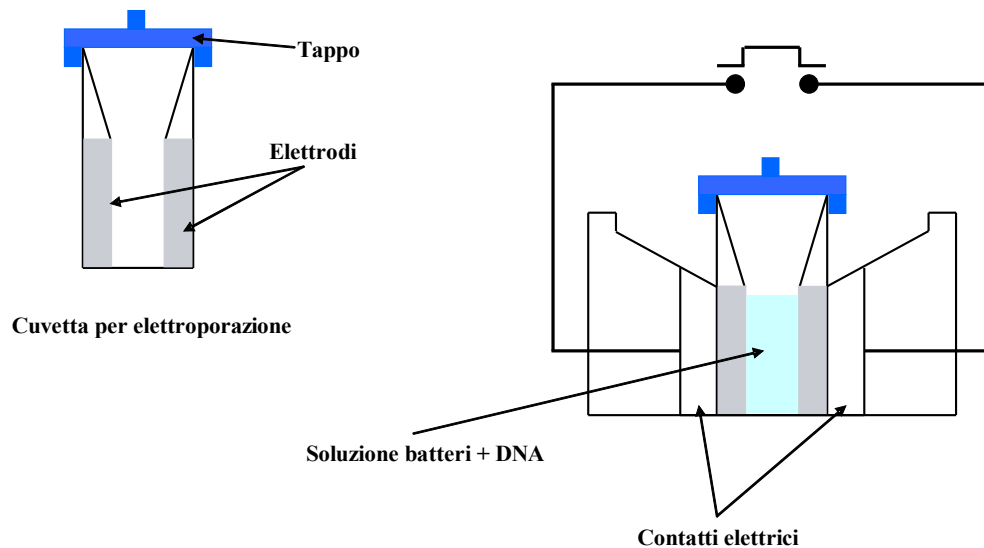 Tappo
Elettrodi
Cuvetta per elettroporazione
Soluzione batteri + DNA
Contatti elettrici